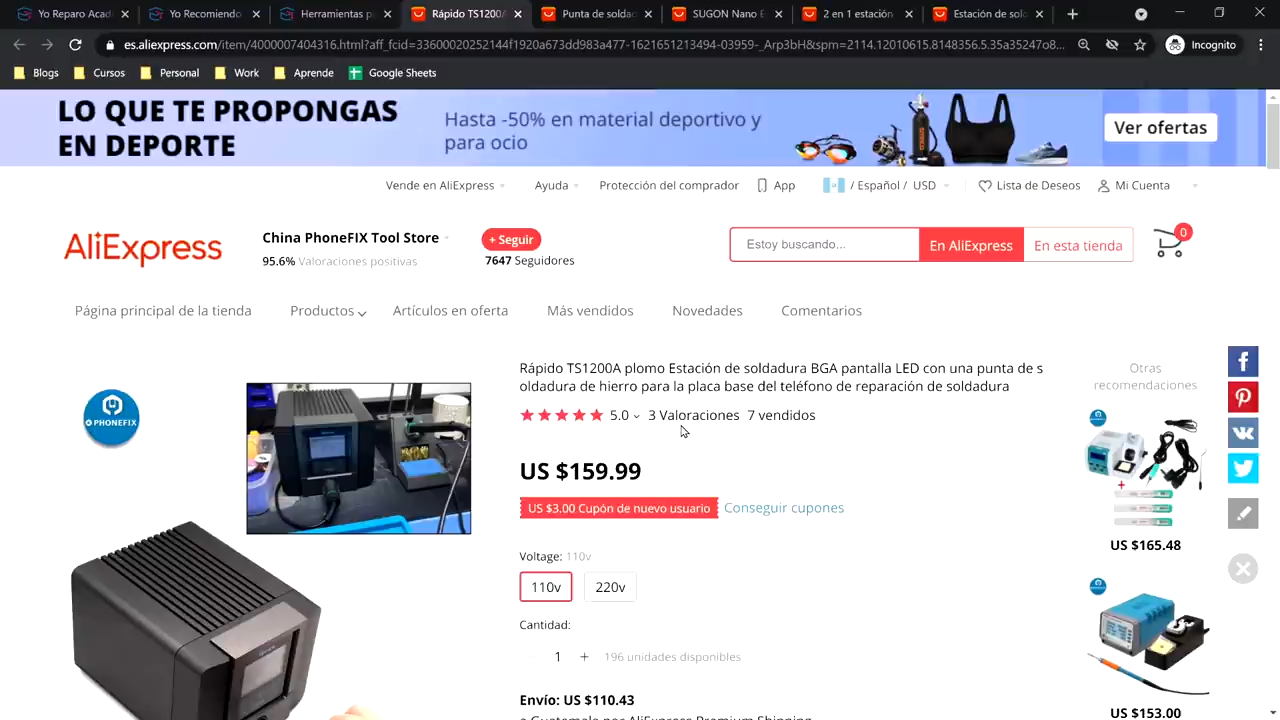 Yo Reparo Acad
Yo Recomiendo
Herramientas p
Rápido TS1200A
Punta de soldad
SUGON Nano E
2 en 1 estación
Estación de sol
es.aliexpress.com/item/4000007404316.html?aff_fcid=33600020252144f1920a673dd983a477-1621651213494-03959-_Arp3bH&spm=2114.12010615.8148356.5.35a35247o8...
Incógnito
Blogs
Cursos
Personal
Work
Aprende
Google Sheets
LO QUE TE PROPONGAS
EN DEPORTE
Hasta -50% en material deportivo y
para ocio
Ver ofertas
Vende en AliExpress
Ayuda
Protección del comprador
App
/ Español / USD
Lista de Deseos
Mi Cuenta
AliExpress
China PhoneFIX Tool Store
95.6% Valoraciones positivas
+ Seguir
7647 Seguidores
Estoy buscando...
En AliExpress
En esta tienda
0
Página principal de la tienda
Productos
Artículos en oferta
Más vendidos
Novedades
Comentarios
PHONEFIX
Rápido TS1200A plomo Estación de soldadura BGA pantalla LED con una punta de s
oldadura de hierro para la placa base del teléfono de reparación de soldadura
5.0
3 Valoraciones
7 vendidos
US $159.99
US $3.00 Cupón de nuevo usuario
Conseguir cupones
Voltage: 110v
110v
220v
Cantidad:
1
+
196 unidades disponibles
Envío: US $110.43
a Guatemala por AliExpress Premium Shipping
Otras
recomendaciones
US $165.48
US $153.00